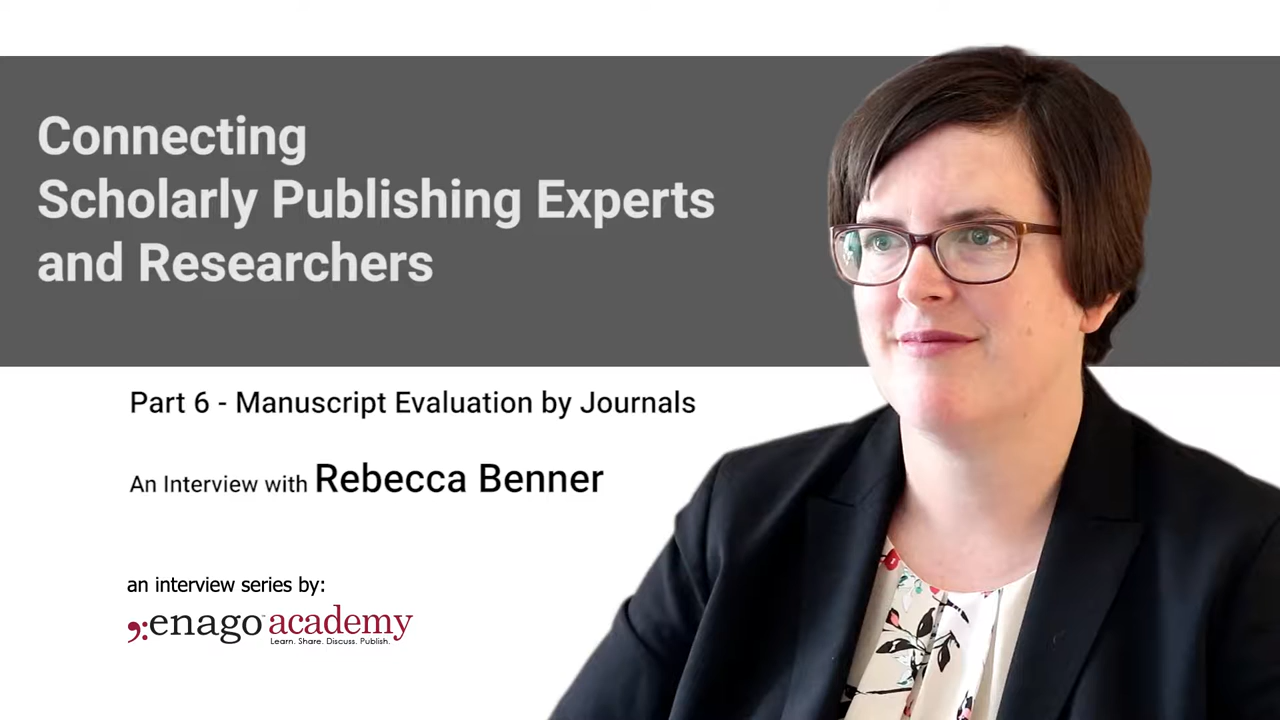 Connecting
Scholarly Publishing Experts
and Researchers
Part 6 - Manuscript Evaluation by Journals
An Interview with Rebecca Benner
an interview series by:
enago academy
Learn. Share. Discuss. Publish.